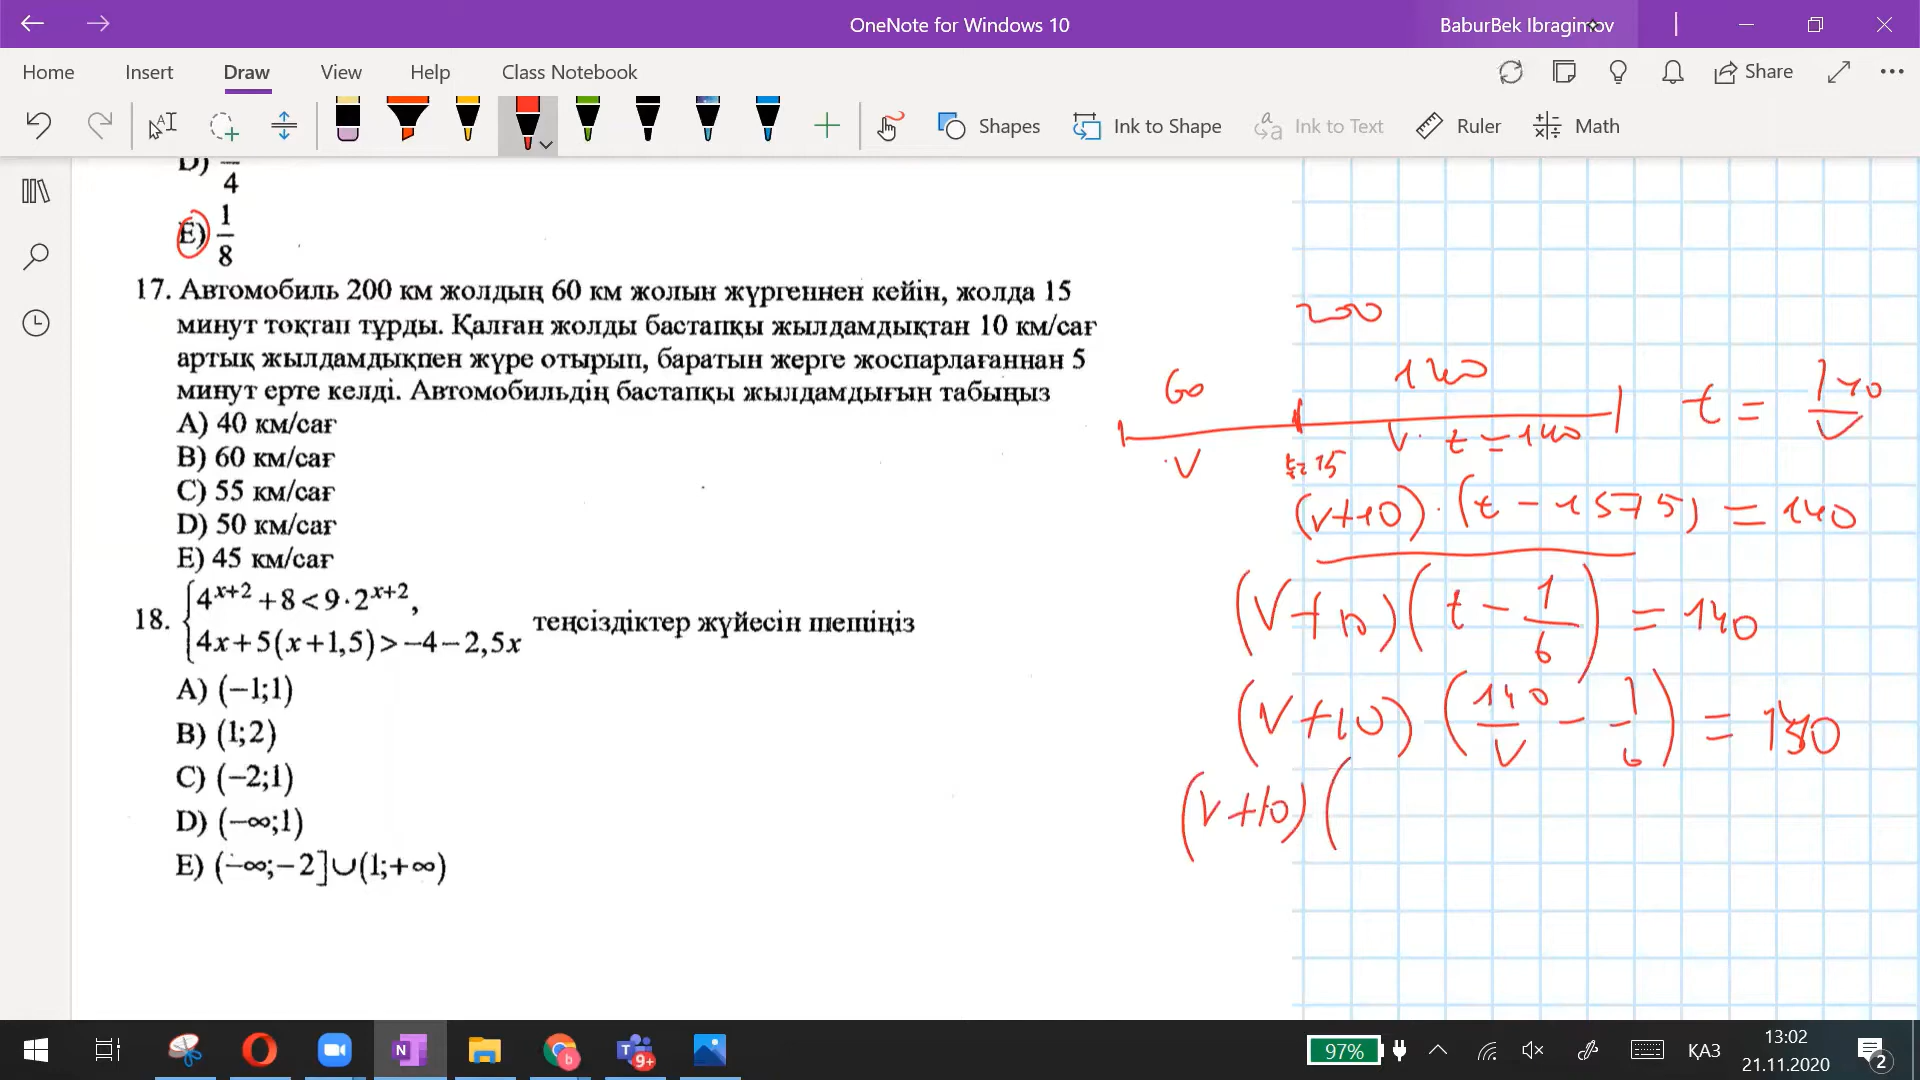 OneNote for Windows 10
BaburBek Ibragimov
Home Insert Draw View Help Class Notebook
Share
Shapes Ink to Shape Ink to Text Ruler Math
D) 4
E) 1/8
17. Автомобиль 200 км жолдың 60 км жолын жүргеннен кейін, жолда 15
минут тоқтап тұрды. Қалған жолды бастапқы жылдамдықтан 10 км/сағ
артық жылдамдықпен жүре отырып, баратын жерге жоспарлағаннан 5
минут ерте келді. Автомобильдің бастапқы жылдамдығын табыңыз
A) 40 км/сағ
B) 60 км/сағ
C) 55 км/сағ
D) 50 км/сағ
E) 45 км/сағ
18. {4^{x+2}+8<9·2^{x+2},
4x+5(x+1,5)>−4−2,5x теңсіздіктер жүйесін шешіңіз
A) (−1;1)
B) (1;2)
C) (−2;1)
D) (−∞;1)
E) (−∞;−2]∪(1;+∞)
200
60 140
t = 140/V
V V · t = 140
t=15
(V+10) (t − 1/6) = 140
(V+10) (140/V − 1/6) =
(V+10) (
97%
ҚАЗ
13:02
21.11.2020
9+
2